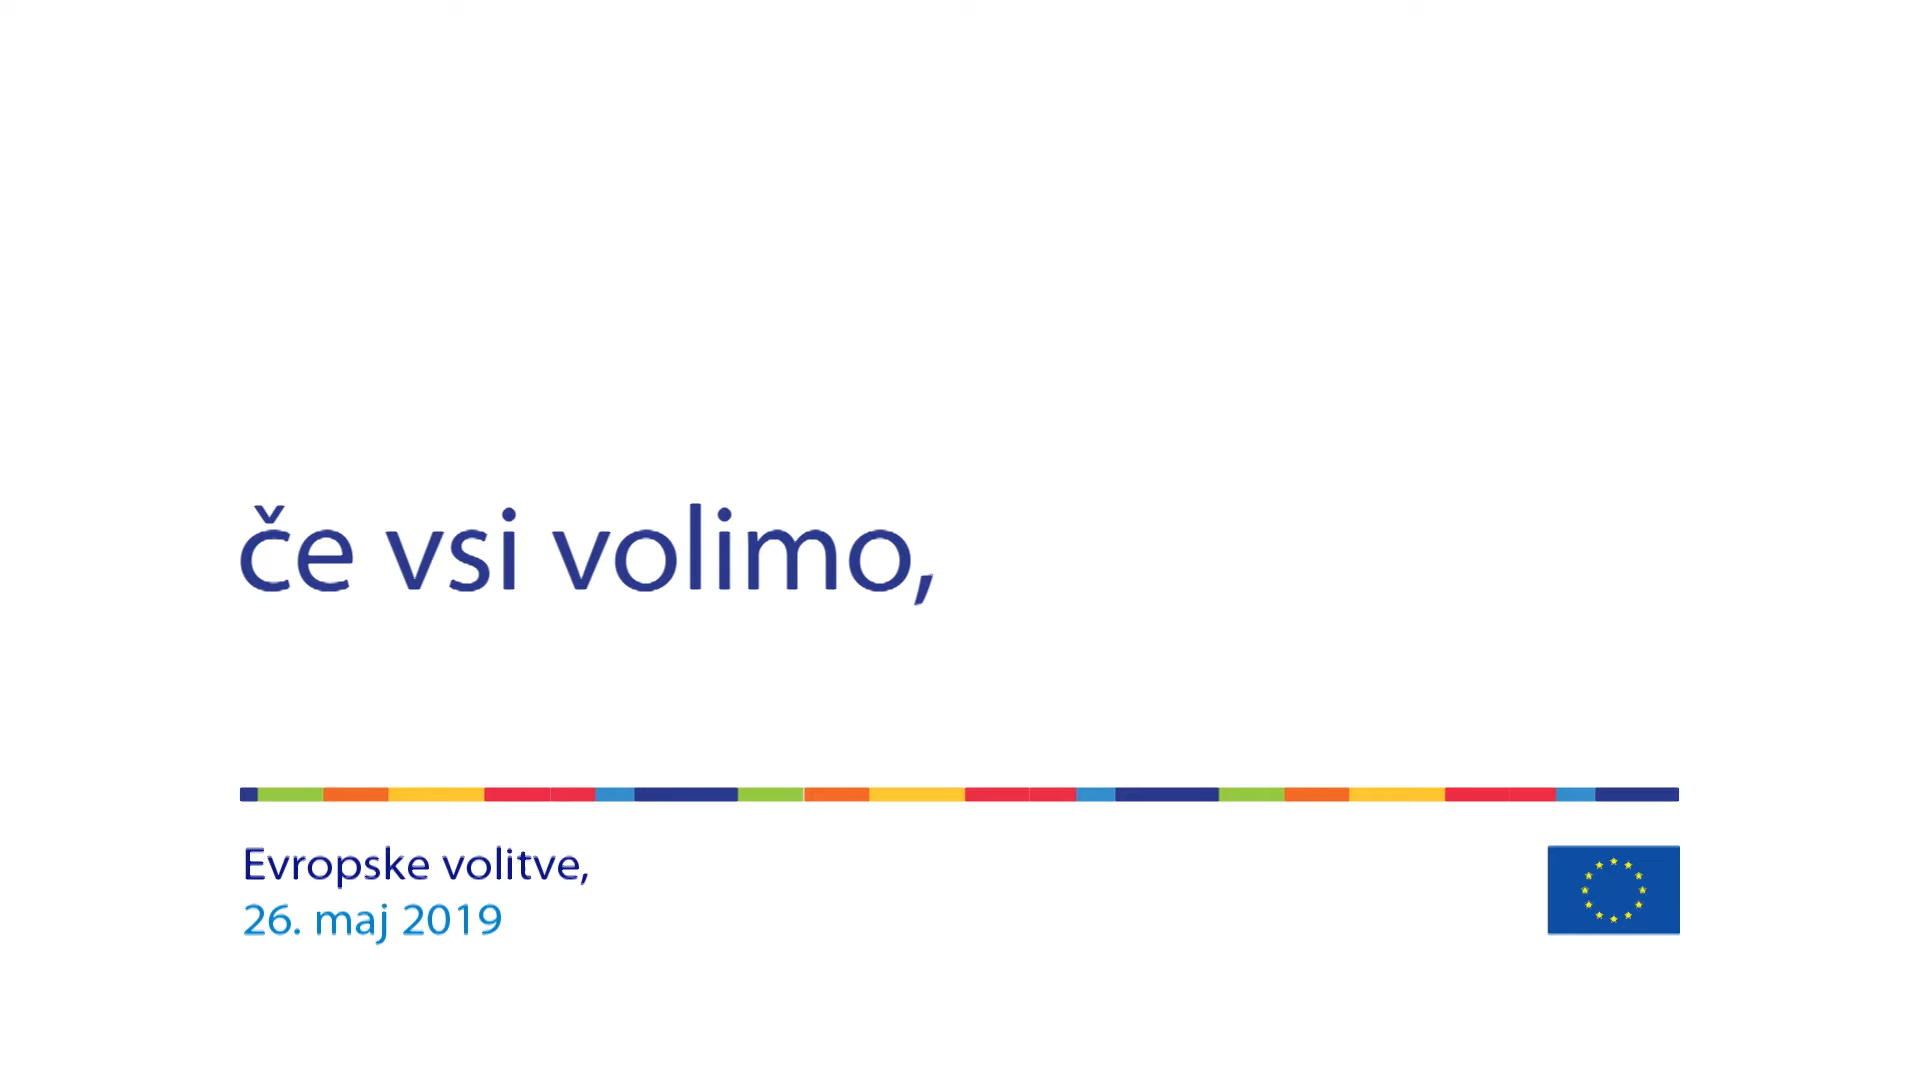 če vsi volimo,
Evropske volitve,
26. maj 2019